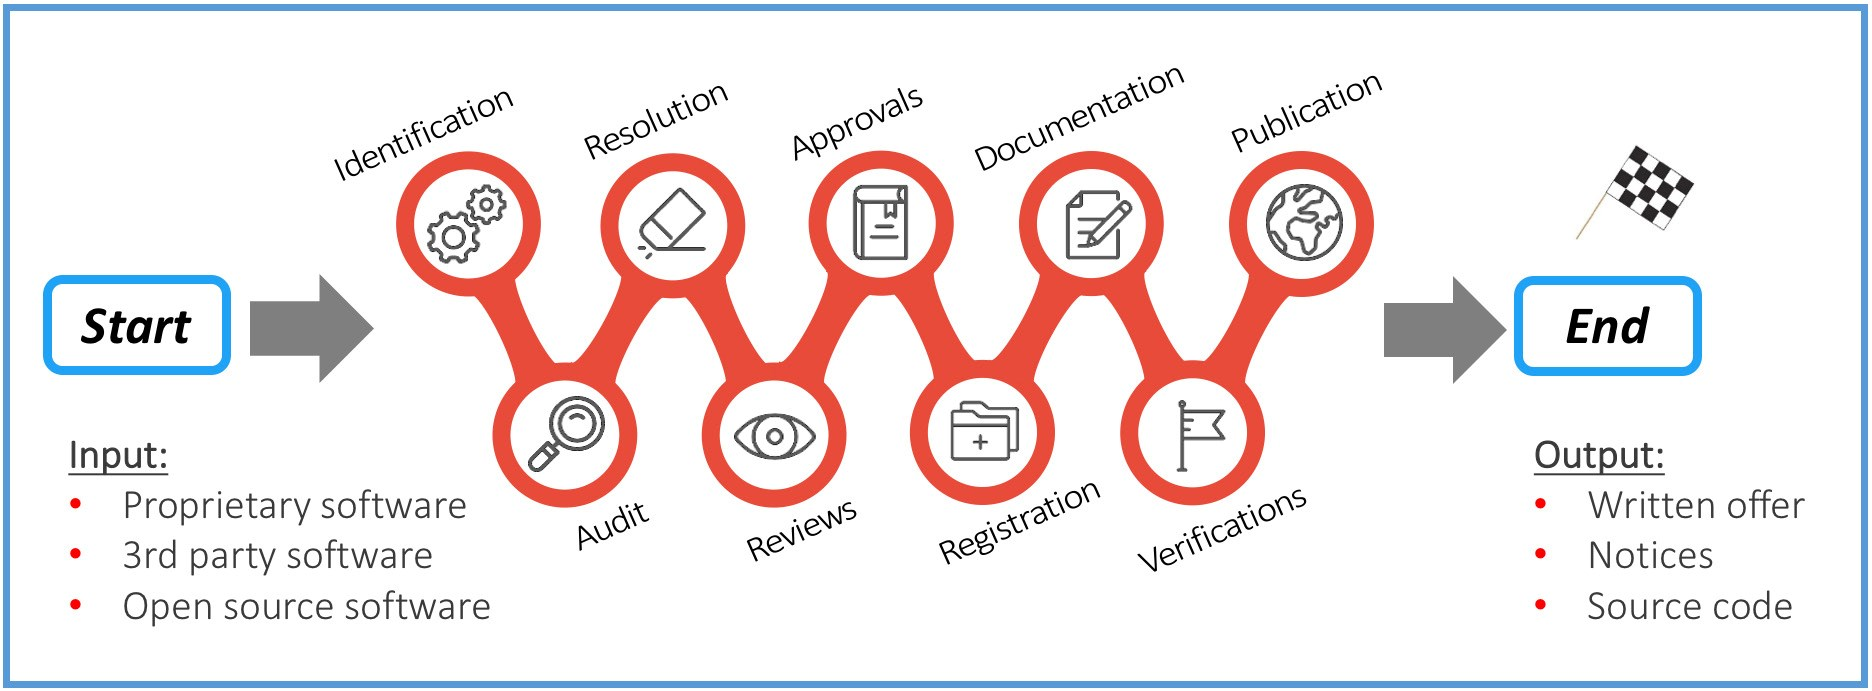 Identification
Resolution
Approvals
Documentation
Publication
Start
End
Audit
Reviews
Registration
Verifications
Input:
• Proprietary software
• 3rd party software
• Open source software
Output:
• Written offer
• Notices
• Source code